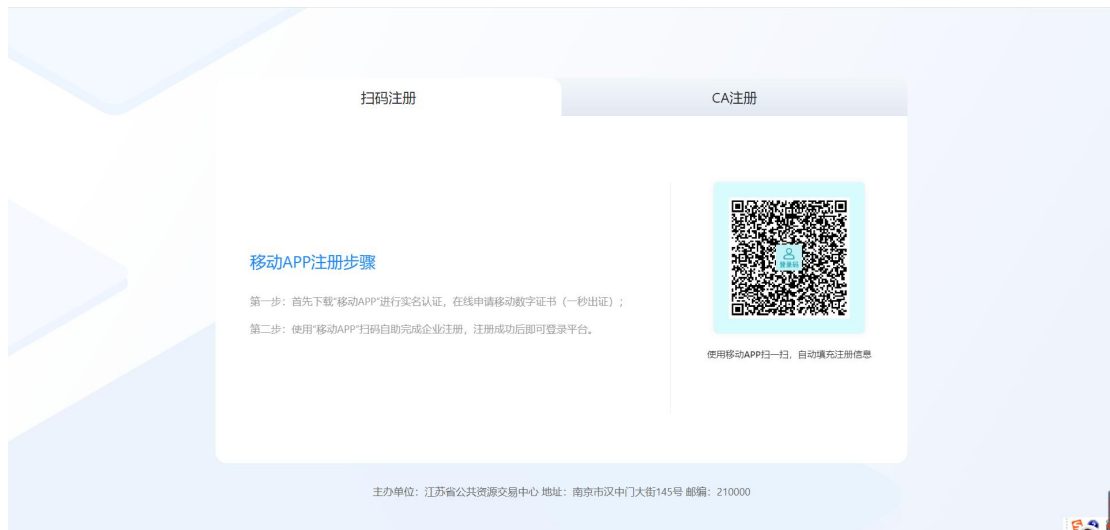 扫码注册
CA注册
移动APP注册步骤
第一步：首先下载“移动APP”进行实名认证，在线申请移动数字证书（一秒出证）；
第二步：使用“移动APP”扫码自助完成企业注册，注册成功后即可登录平台。
登录码
使用移动APP扫一扫，自动填充注册信息
主办单位：江苏省公共资源交易中心 地址：南京市汉中门大街145号 邮编：210000